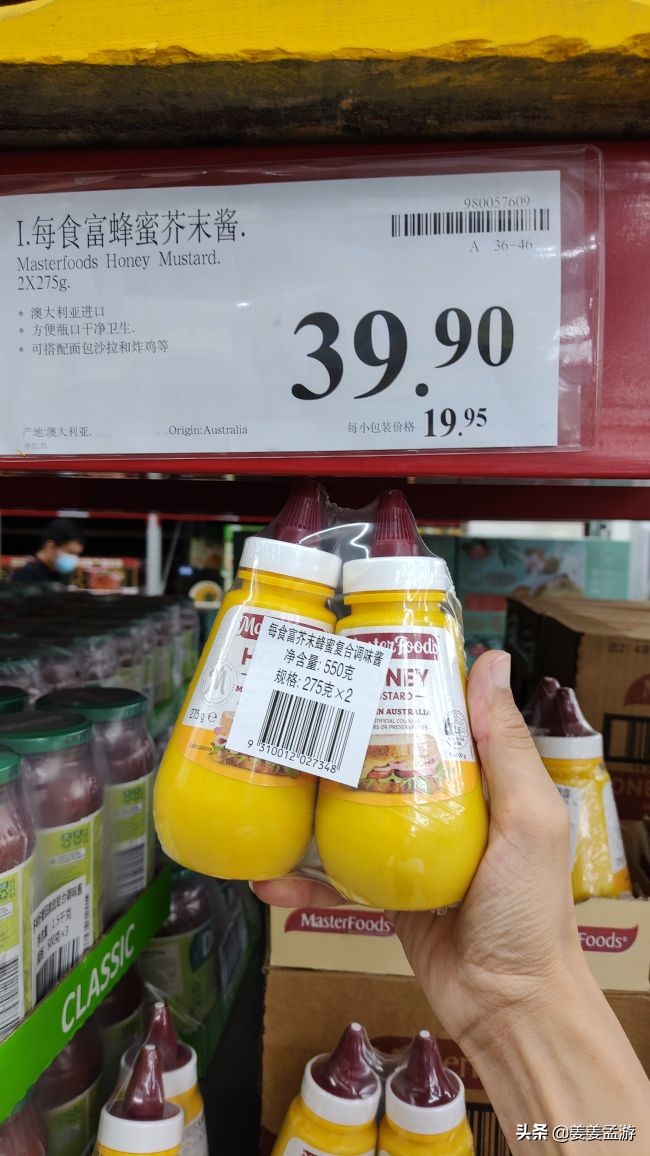 I.每食富蜂蜜芥末酱.
Masterfoods Honey Mustard.
2X275g.
980057609
A 36-46
* 澳大利亚进口
* 方便瓶口干净卫生.
* 可搭配面包沙拉和炸鸡等
39.90
产地:澳大利亚.
Origin:Australia
每小包装价格 19.95
每食富芥末蜂蜜复合调味酱
净含量: 550克
规格: 275克×2
9 310012 027348
275 g e
MasterFoods
NEY
USTARD
IN AUSTRALIA
CLASSIC
MasterFoods
Foods
头条 @姜姜孟游